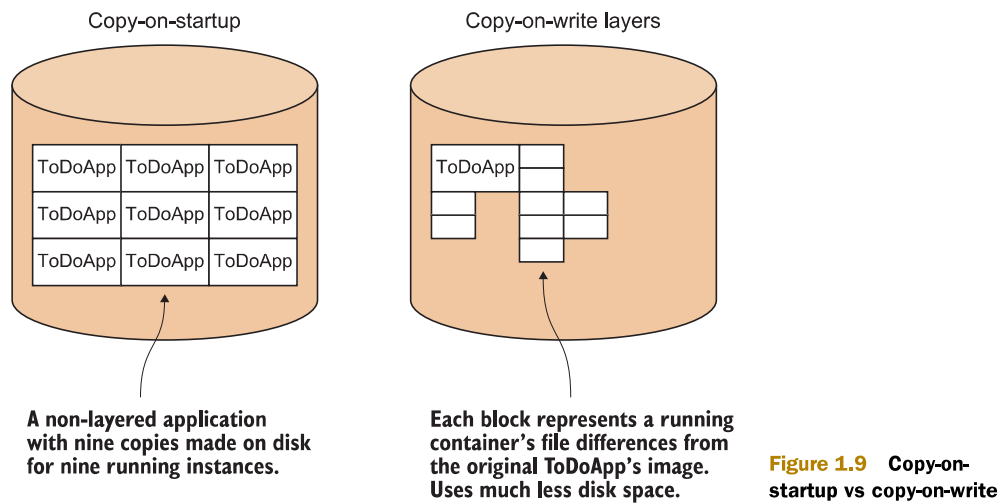 Copy-on-startup
ToDoApp ToDoApp ToDoApp
ToDoApp ToDoApp ToDoApp
ToDoApp ToDoApp ToDoApp
A non-layered application
with nine copies made on disk
for nine running instances.
Copy-on-write layers
ToDoApp
Each block represents a running
container's file differences from
the original ToDoApp's image.
Uses much less disk space.
Figure 1.9 Copy-on-
startup vs copy-on-write